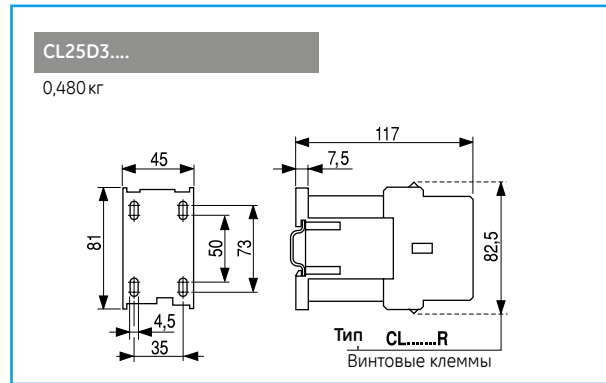 CL25D3....
0,480 кг
117
45
7,5
81
50
73
82,5
4,5
35
Тип CL.......R
Винтовые клеммы